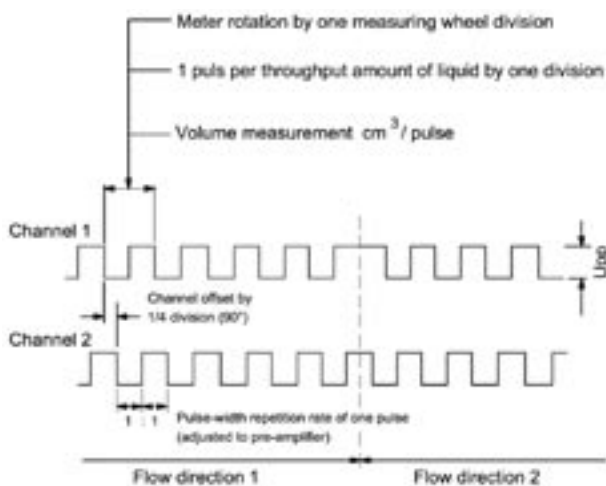 Meter rotation by one measuring wheel division
1 puls per throughput amount of liquid by one division
Volume measurement cm³/ pulse
Channel 1
Upp
Channel offset by
1/4 division (90°)
Channel 2
1 : 1
Pulse-width repetition rate of one pulse
(adjusted to pre-amplifier)
Flow direction 1
Flow direction 2